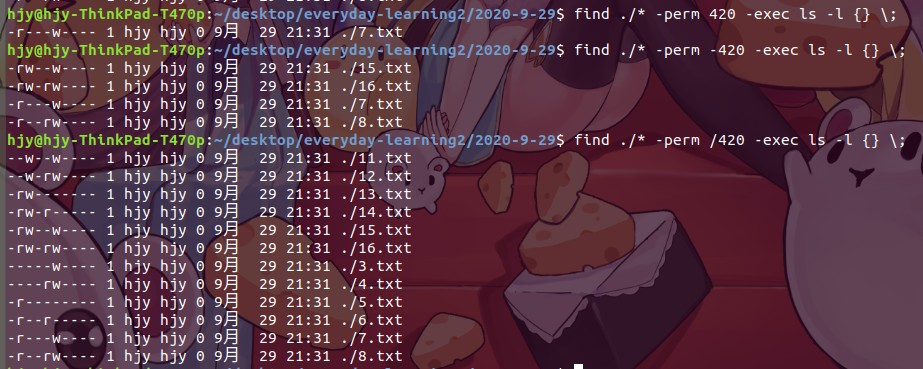 hjy@hjy-ThinkPad-T470p:~/desktop/everyday-learning2/2020-9-29$ find ./* -perm 420 -exec ls -l {} \;
-r---w---- 1 hjy hjy 0 9月 29 21:31 ./7.txt
hjy@hjy-ThinkPad-T470p:~/desktop/everyday-learning2/2020-9-29$ find ./* -perm -420 -exec ls -l {} \;
-rw--w---- 1 hjy hjy 0 9月 29 21:31 ./15.txt
-rw-rw---- 1 hjy hjy 0 9月 29 21:31 ./16.txt
-r---w---- 1 hjy hjy 0 9月 29 21:31 ./7.txt
-r--rw---- 1 hjy hjy 0 9月 29 21:31 ./8.txt
hjy@hjy-ThinkPad-T470p:~/desktop/everyday-learning2/2020-9-29$ find ./* -perm /420 -exec ls -l {} \;
--w--w---- 1 hjy hjy 0 9月 29 21:31 ./11.txt
--w-rw---- 1 hjy hjy 0 9月 29 21:31 ./12.txt
-rw------- 1 hjy hjy 0 9月 29 21:31 ./13.txt
-rw-r----- 1 hjy hjy 0 9月 29 21:31 ./14.txt
-rw--w---- 1 hjy hjy 0 9月 29 21:31 ./15.txt
-rw-rw---- 1 hjy hjy 0 9月 29 21:31 ./16.txt
-----w---- 1 hjy hjy 0 9月 29 21:31 ./3.txt
----rw---- 1 hjy hjy 0 9月 29 21:31 ./4.txt
-r-------- 1 hjy hjy 0 9月 29 21:31 ./5.txt
-r--r----- 1 hjy hjy 0 9月 29 21:31 ./6.txt
-r---w---- 1 hjy hjy 0 9月 29 21:31 ./7.txt
-r--rw---- 1 hjy hjy 0 9月 29 21:31 ./8.txt